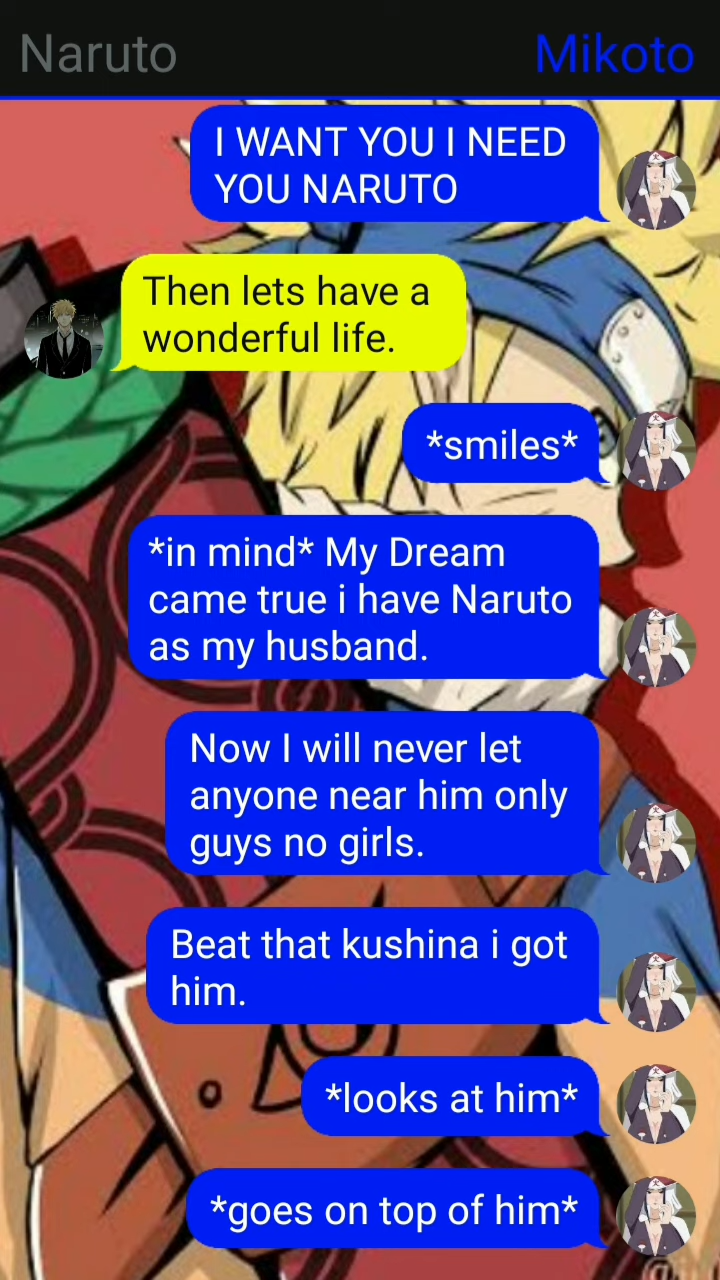 Naruto
Mikoto
I WANT YOU I NEED
YOU NARUTO
Then lets have a
wonderful life.
*smiles*
*in mind* My Dream
came true i have Naruto
as my husband.
Now I will never let
anyone near him only
guys no girls.
Beat that kushina i got
him.
*looks at him*
*goes on top of him*